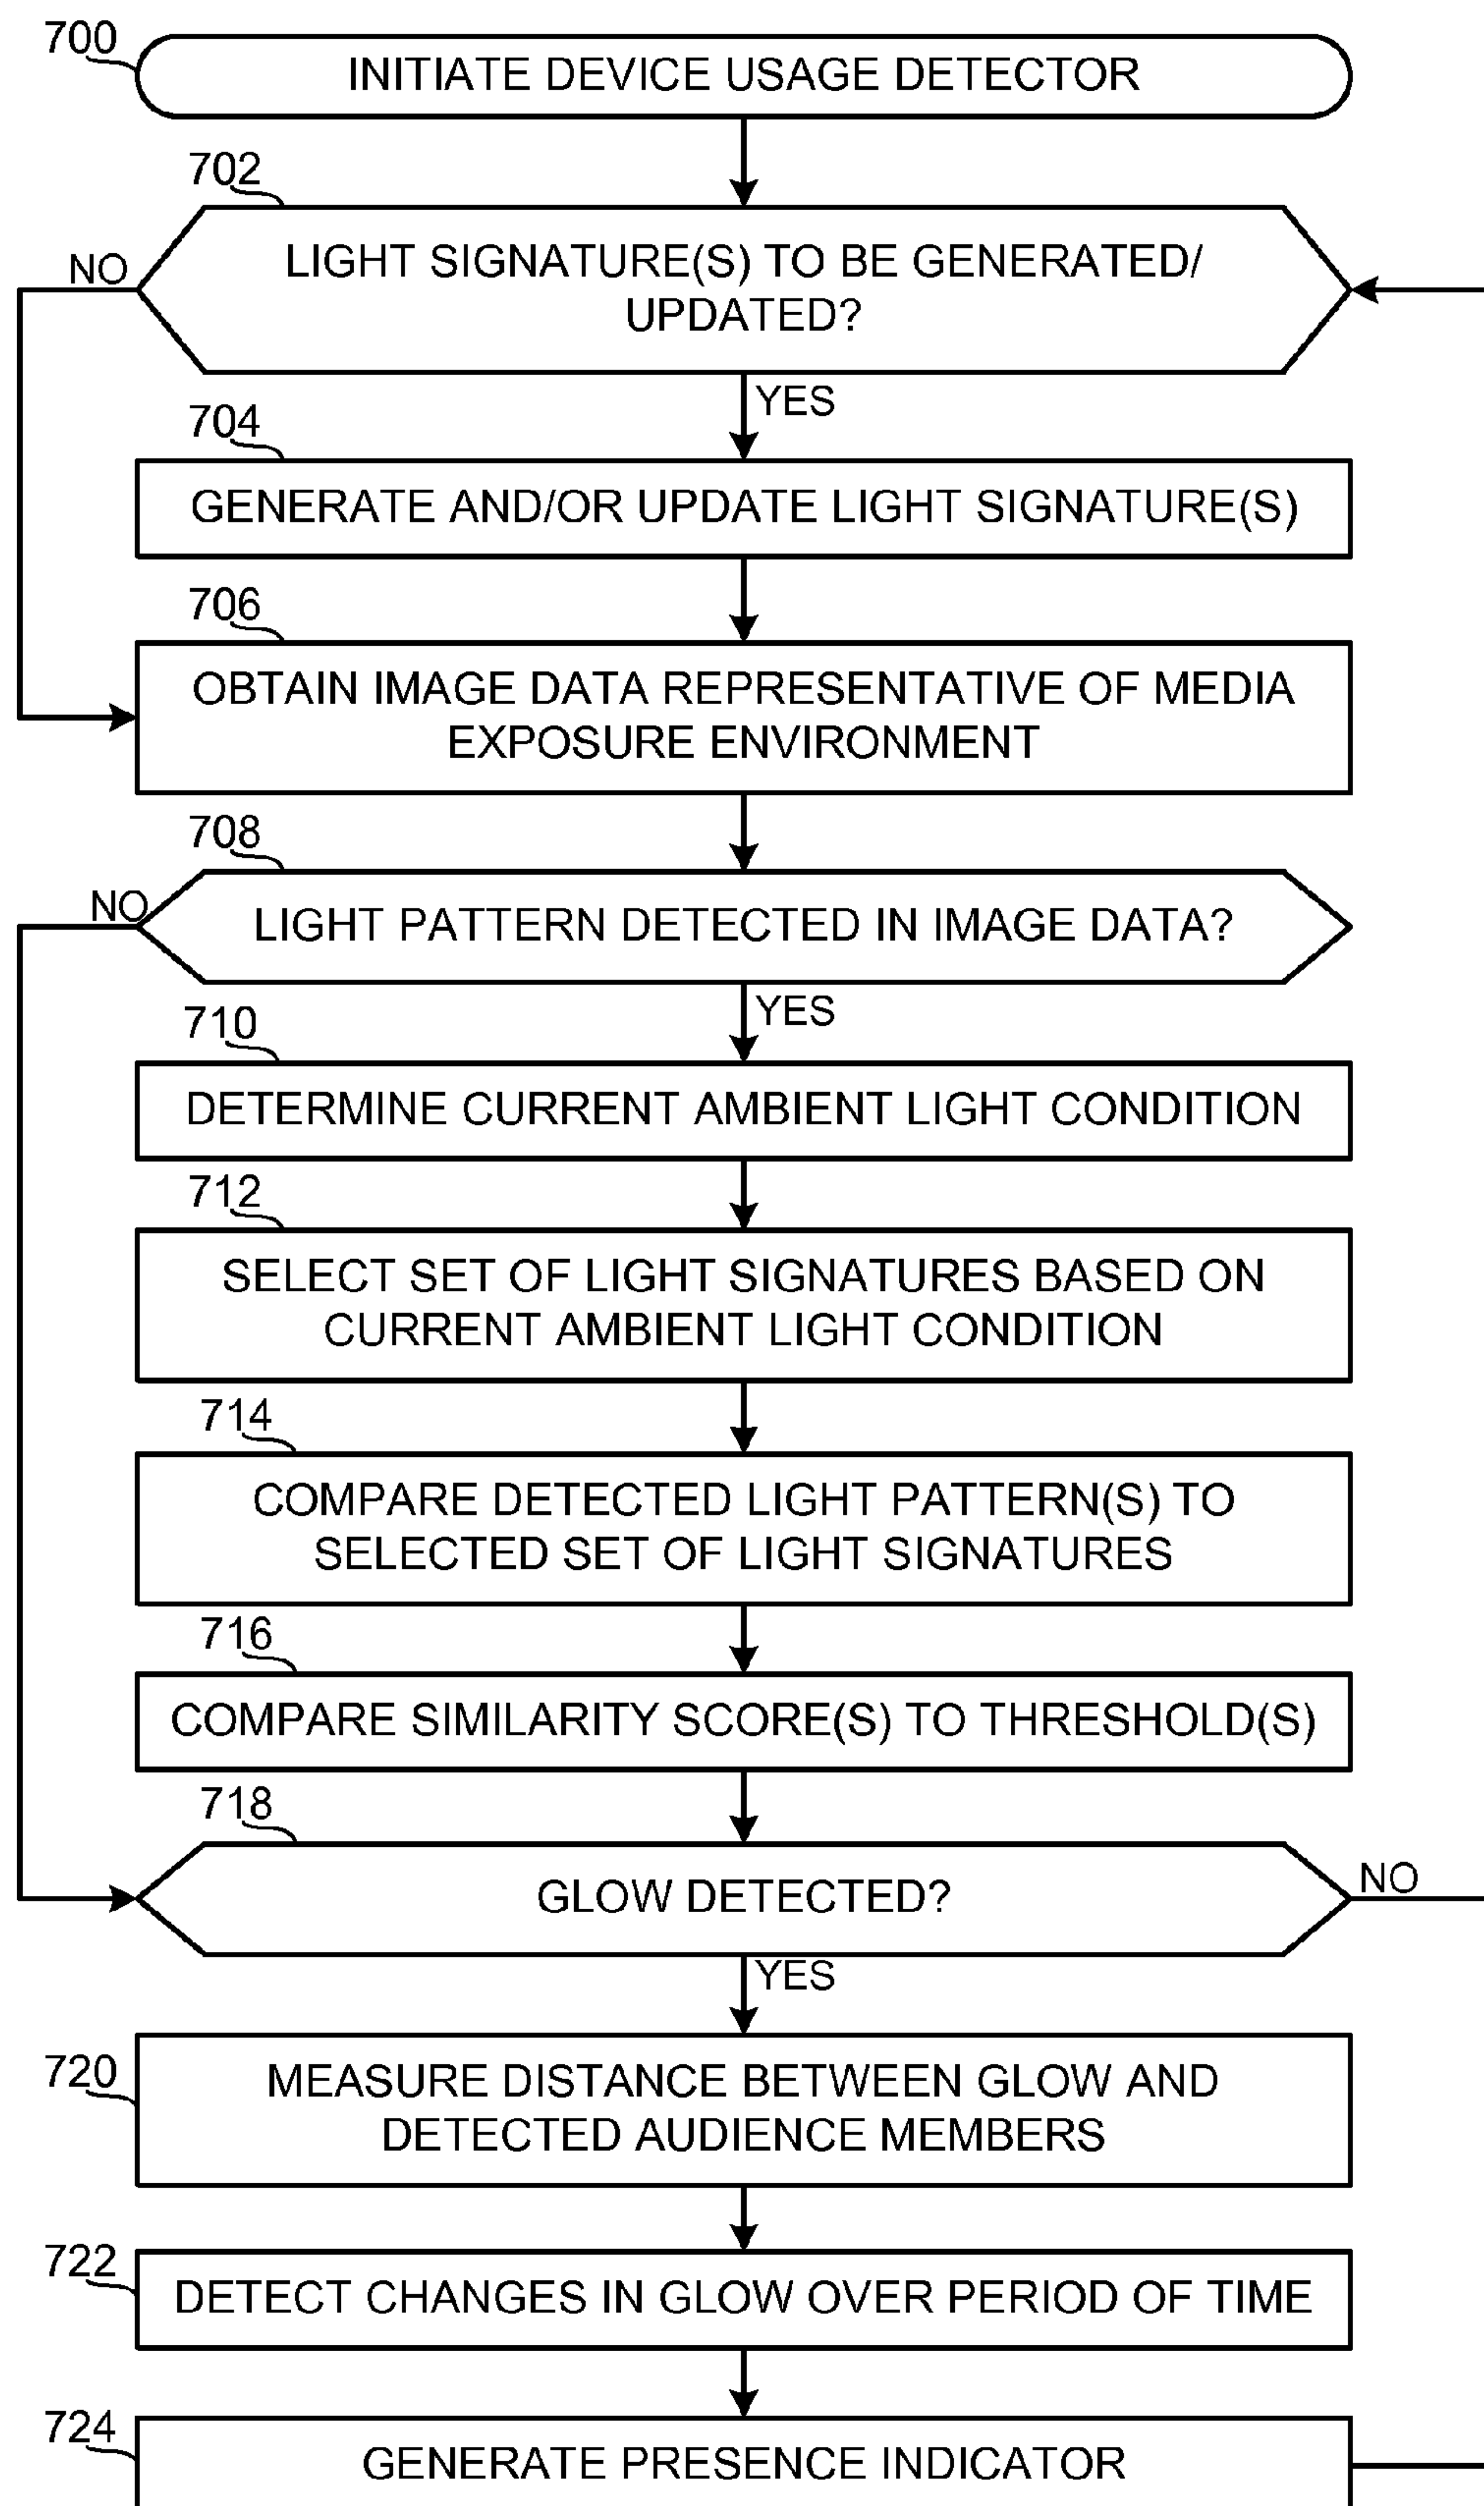 700
INITIATE DEVICE USAGE DETECTOR
702
NO
LIGHT SIGNATURE(S) TO BE GENERATED/
UPDATED?
YES
704
GENERATE AND/OR UPDATE LIGHT SIGNATURE(S)
706
OBTAIN IMAGE DATA REPRESENTATIVE OF MEDIA
EXPOSURE ENVIRONMENT
708
NO
LIGHT PATTERN DETECTED IN IMAGE DATA?
YES
710
DETERMINE CURRENT AMBIENT LIGHT CONDITION
712
SELECT SET OF LIGHT SIGNATURES BASED ON
CURRENT AMBIENT LIGHT CONDITION
714
COMPARE DETECTED LIGHT PATTERN(S) TO
SELECTED SET OF LIGHT SIGNATURES
716
COMPARE SIMILARITY SCORE(S) TO THRESHOLD(S)
718
GLOW DETECTED?
NO
YES
720
MEASURE DISTANCE BETWEEN GLOW AND
DETECTED AUDIENCE MEMBERS
722
DETECT CHANGES IN GLOW OVER PERIOD OF TIME
724
GENERATE PRESENCE INDICATOR